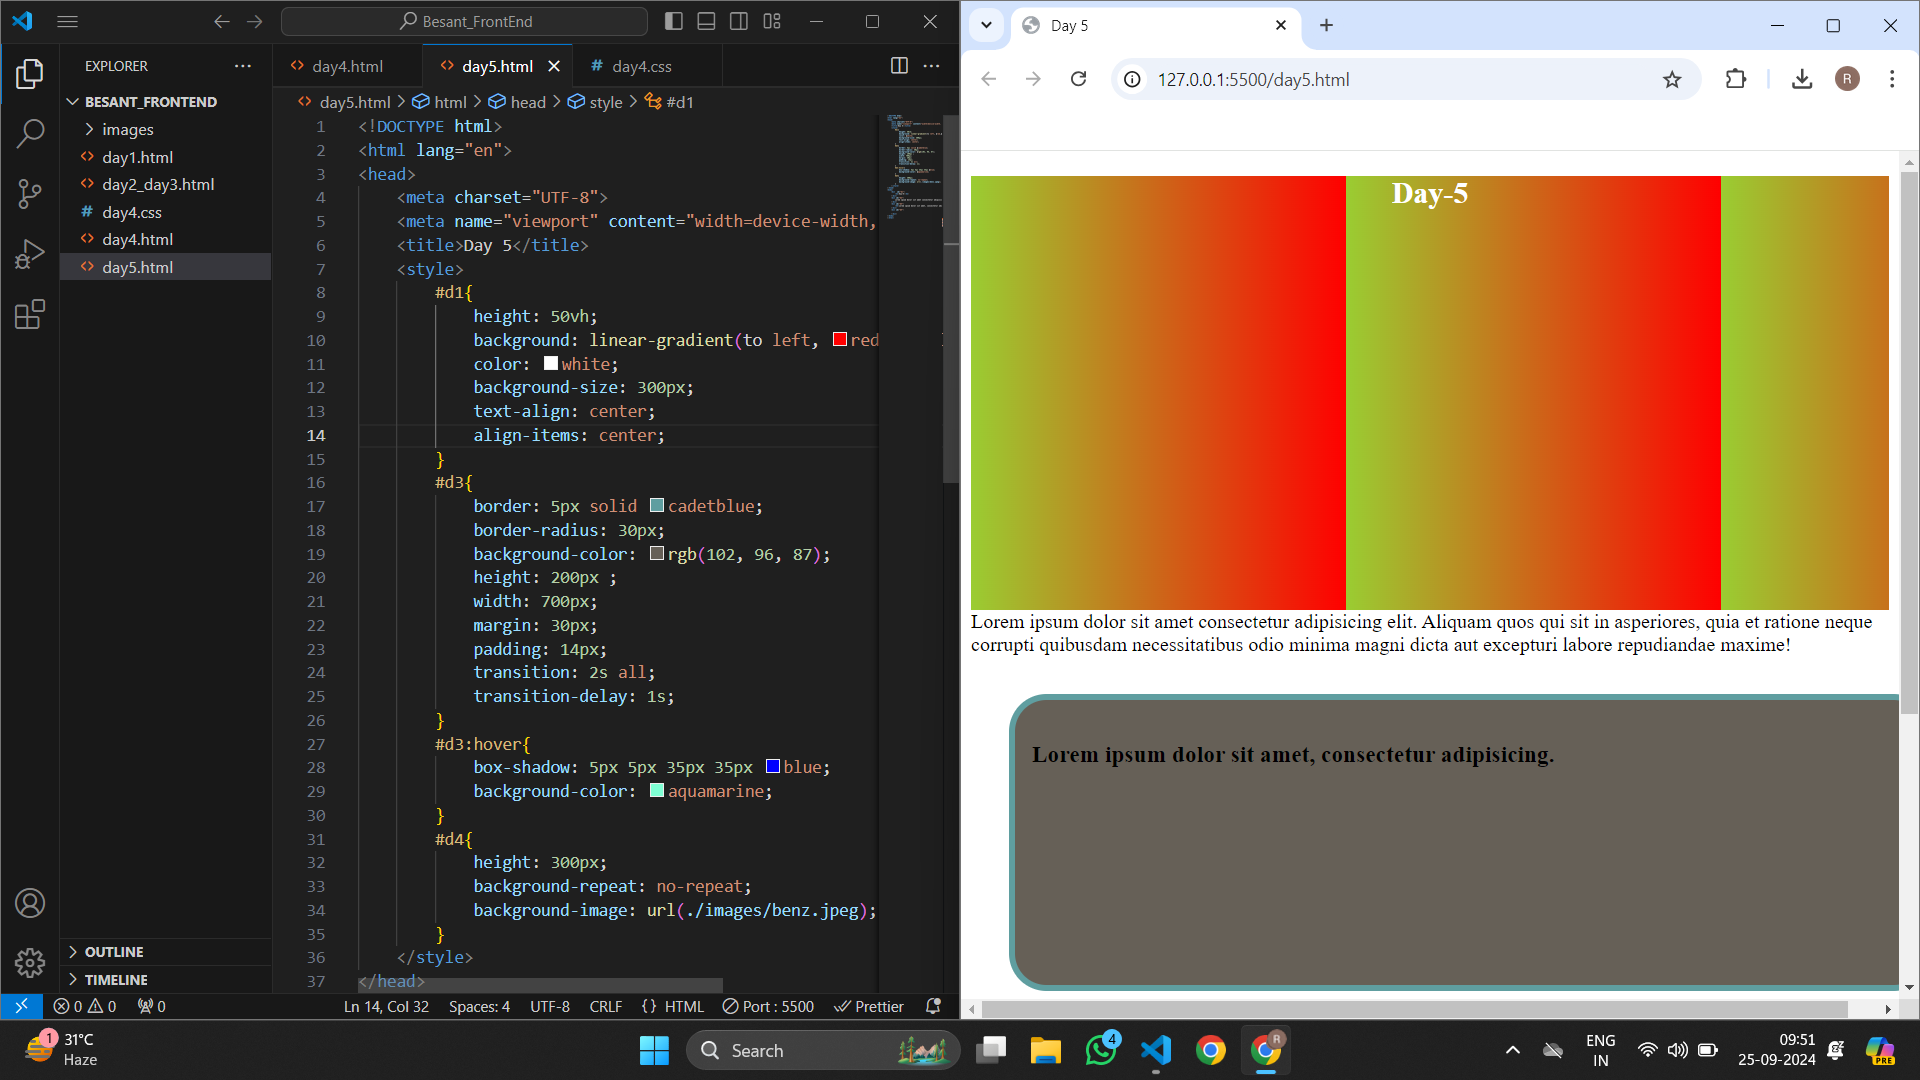 Besant_FrontEnd
EXPLORER
BESANT_FRONTEND
images
day1.html
day2_day3.html
day4.css
day4.html
day5.html
OUTLINE
TIMELINE
day4.html
day5.html
day4.css
day5.html > html > head > style > #d1
1 <!DOCTYPE html>
2 <html lang="en">
3 <head>
4 <meta charset="UTF-8">
5 <meta name="viewport" content="width=device-width,
6 <title>Day 5</title>
7 <style>
8 #d1{
9 height: 50vh;
10 background: linear-gradient(to left, red
11 color: white;
12 background-size: 300px;
13 text-align: center;
14 align-items: center;
15 }
16 #d3{
17 border: 5px solid cadetblue;
18 border-radius: 30px;
19 background-color: rgb(102, 96, 87);
20 height: 200px ;
21 width: 700px;
22 margin: 30px;
23 padding: 14px;
24 transition: 2s all;
25 transition-delay: 1s;
26 }
27 #d3:hover{
28 box-shadow: 5px 5px 35px 35px blue;
29 background-color: aquamarine;
30 }
31 #d4{
32 height: 300px;
33 background-repeat: no-repeat;
34 background-image: url(./images/benz.jpeg);
35 }
36 </style>
37 </head>
0 0 0 Ln 14, Col 32 Spaces: 4 UTF-8 CRLF {} HTML Port : 5500 Prettier
Day 5
127.0.0.1:5500/day5.html
R
Day-5
Lorem ipsum dolor sit amet consectetur adipisicing elit. Aliquam quos qui sit in asperiores, quia et ratione neque
corrupti quibusdam necessitatibus odio minima magni dicta aut excepturi labore repudiandae maxime!
Lorem ipsum dolor sit amet, consectetur adipisicing.
1
31°C
Haze
Search
4
R
ENG
IN
09:51
25-09-2024
PRE